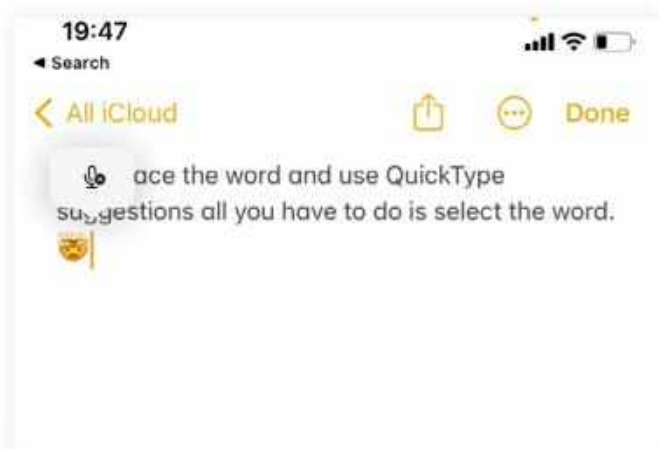 19:47
◀ Search
All iCloud
Done
ace the word and use QuickType
suggestions all you have to do is select the word.
🤯